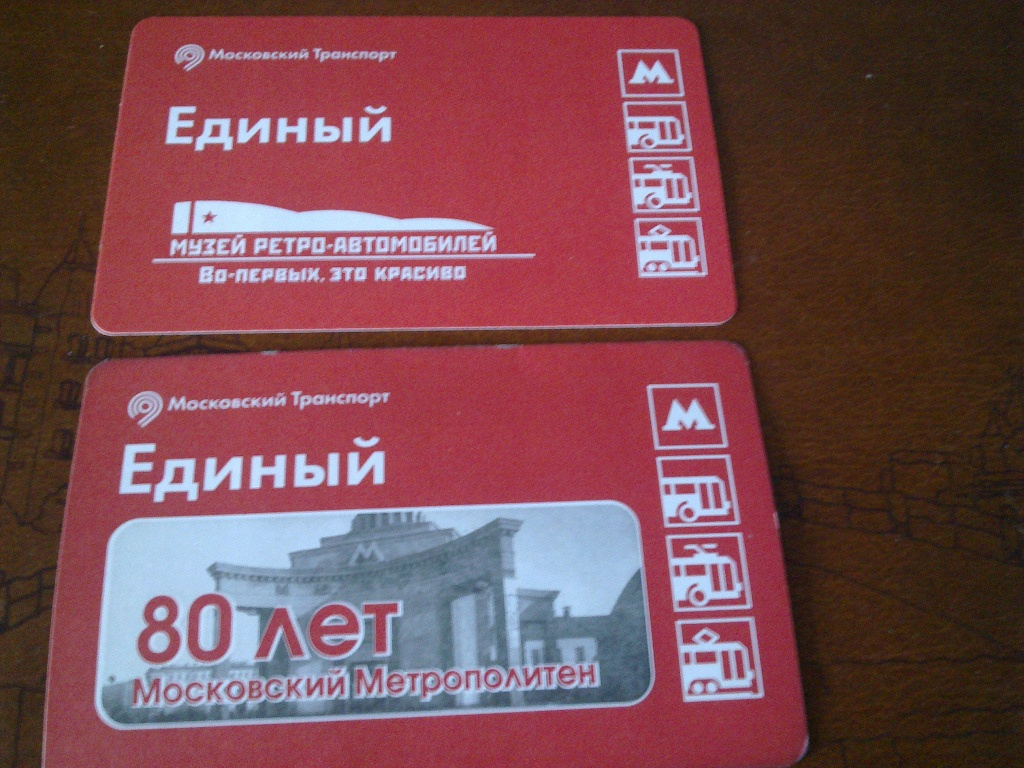 Московский Транспорт
Единый
МУЗЕЙ РЕТРО-АВТОМОБИЛЕЙ
Во-первых, это красиво
М
Московский Транспорт
Единый
М
80 лет
Московский Метрополитен
М